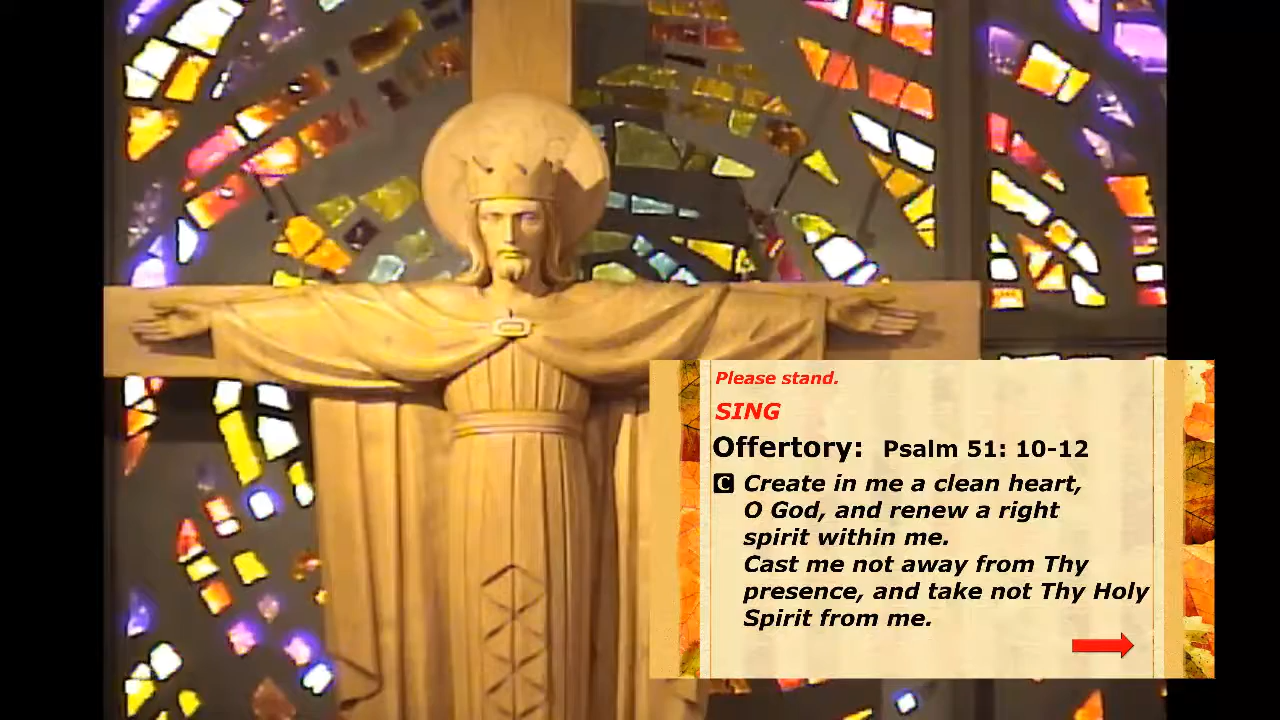 Please stand.
SING
Offertory: Psalm 51: 10-12
C Create in me a clean heart,
O God, and renew a right
spirit within me.
Cast me not away from Thy
presence, and take not Thy Holy
Spirit from me.